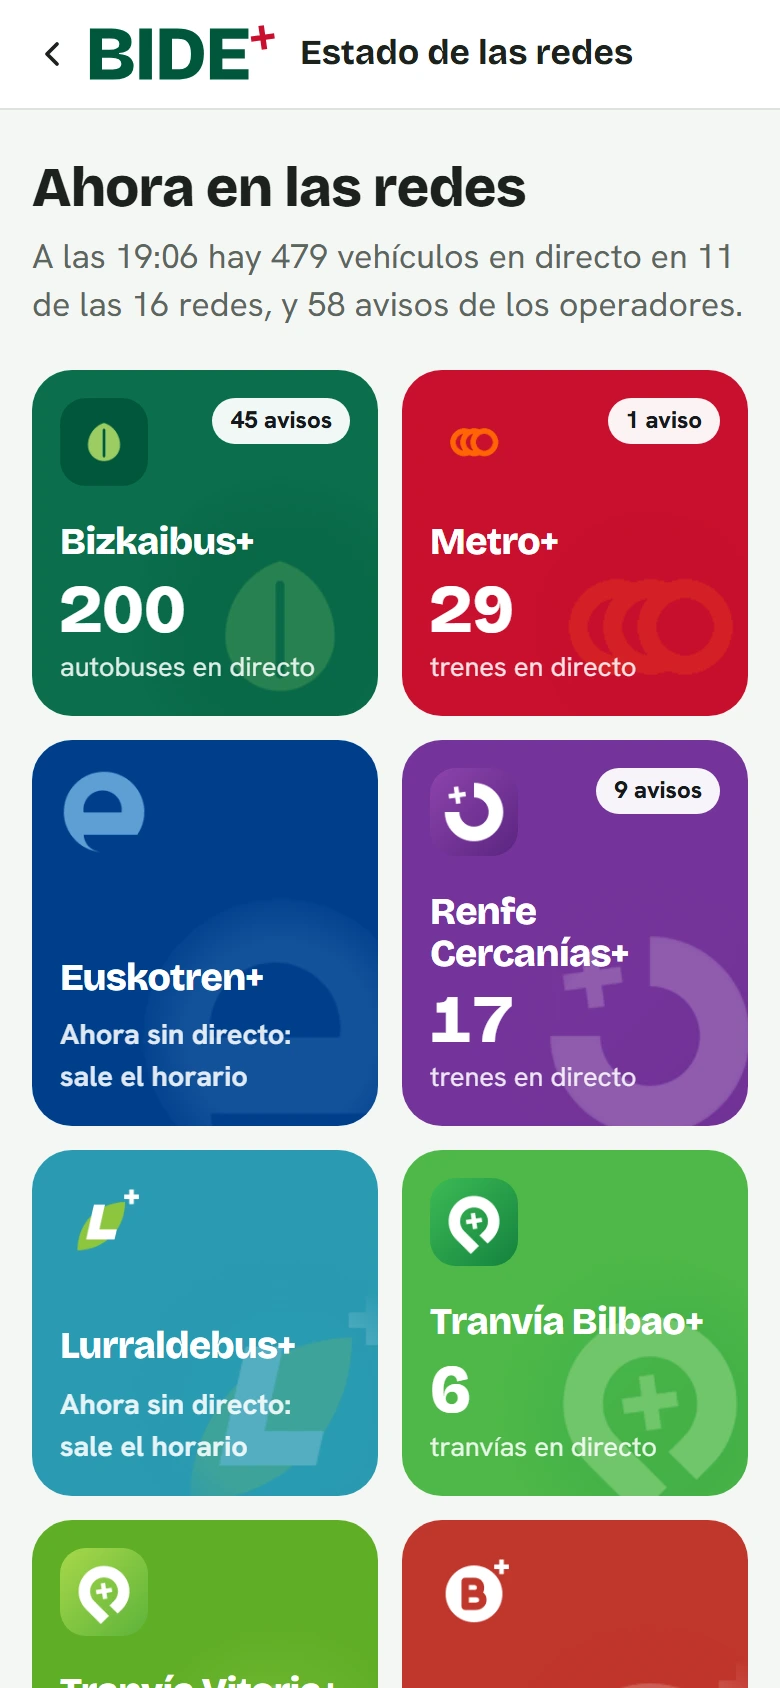 BIDE+ Estado de las redes
Ahora en las redes
A las 19:06 hay 479 vehículos en directo en 11
de las 16 redes, y 58 avisos de los operadores.
45 avisos
Bizkaibus+
200
autobuses en directo
1 aviso
Metro+
29
trenes en directo
e
Euskotren+
Ahora sin directo:
sale el horario
9 avisos
Renfe
Cercanías+
17
trenes en directo
L+
Lurraldebus+
Ahora sin directo:
sale el horario
Tranvía Bilbao+
6
tranvías en directo
Tranvía Vitoria+
B+